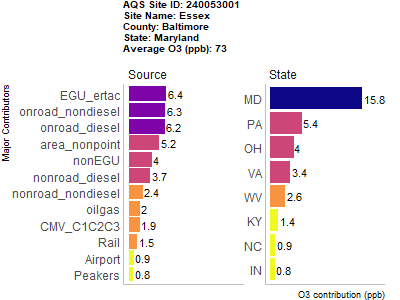 AQS Site ID: 240053001
Site Name: Essex
County: Baltimore
State: Maryland
Average O3 (ppb): 73
Major Contributors
Source
EGU_ertac 6.4
onroad_nondiesel 6.3
onroad_diesel 6.2
area_nonpoint 5.2
nonEGU 4
nonroad_diesel 3.7
nonroad_nondiesel 2.4
oilgas 2
CMV_C1C2C3 1.9
Rail 1.5
Airport 0.9
Peakers 0.8
State
MD 15.8
PA 5.4
OH 4
VA 3.4
WV 2.6
KY 1.4
NC 0.9
IN 0.8
O3 contribution (ppb)